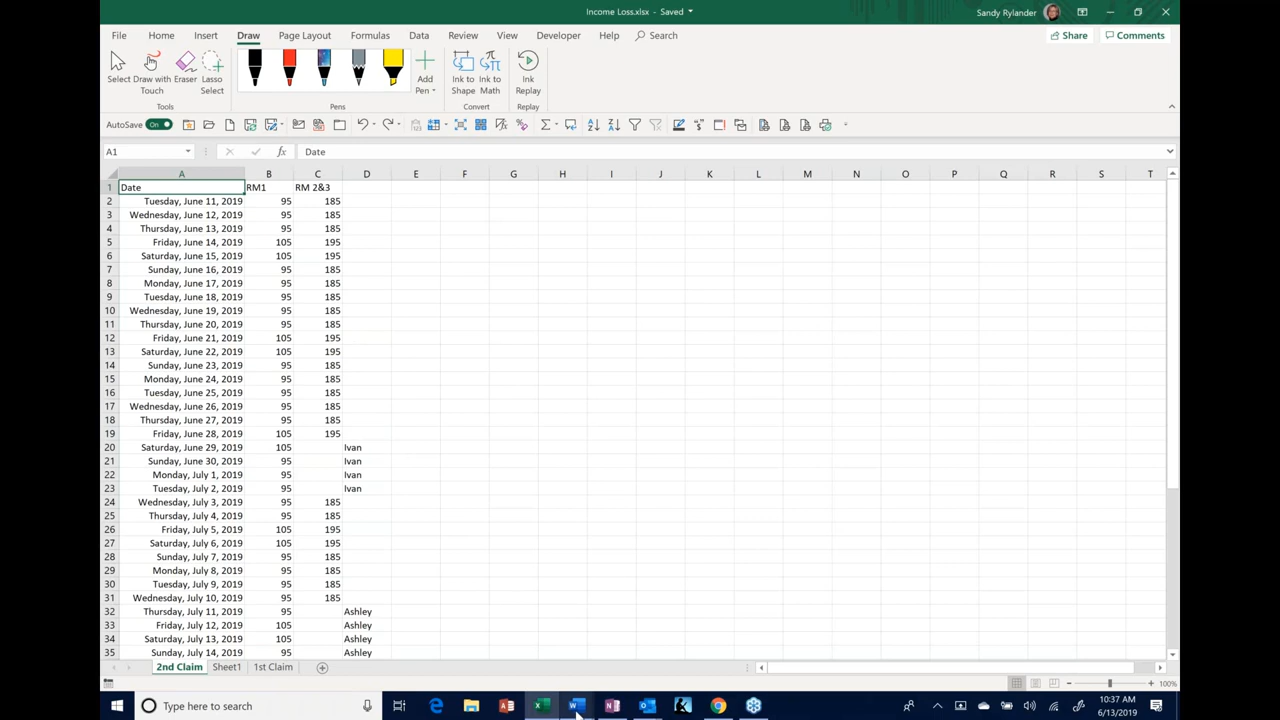 Income Loss.xlsx - Saved
Sandy Rylander
File Home Insert Draw Page Layout Formulas Data Review View Developer Help Search Share Comments
Select Draw with Touch Eraser Lasso Select Add Pen Ink to Shape Ink to Math Ink Replay
Tools Pens Convert Replay
AutoSave On
A1 fx Date
A B C D E F G H I J K L M N O P Q R S T
1 Date RM1 RM 2&3
2 Tuesday, June 11, 2019 95 185
3 Wednesday, June 12, 2019 95 185
4 Thursday, June 13, 2019 95 185
5 Friday, June 14, 2019 105 195
6 Saturday, June 15, 2019 105 195
7 Sunday, June 16, 2019 95 185
8 Monday, June 17, 2019 95 185
9 Tuesday, June 18, 2019 95 185
10 Wednesday, June 19, 2019 95 185
11 Thursday, June 20, 2019 95 185
12 Friday, June 21, 2019 105 195
13 Saturday, June 22, 2019 105 195
14 Sunday, June 23, 2019 95 185
15 Monday, June 24, 2019 95 185
16 Tuesday, June 25, 2019 95 185
17 Wednesday, June 26, 2019 95 185
18 Thursday, June 27, 2019 95 185
19 Friday, June 28, 2019 105 195
20 Saturday, June 29, 2019 105 Ivan
21 Sunday, June 30, 2019 95 Ivan
22 Monday, July 1, 2019 95 Ivan
23 Tuesday, July 2, 2019 95 Ivan
24 Wednesday, July 3, 2019 95 185
25 Thursday, July 4, 2019 95 185
26 Friday, July 5, 2019 105 195
27 Saturday, July 6, 2019 105 195
28 Sunday, July 7, 2019 95 185
29 Monday, July 8, 2019 95 185
30 Tuesday, July 9, 2019 95 185
31 Wednesday, July 10, 2019 95 185
32 Thursday, July 11, 2019 95 Ashley
33 Friday, July 12, 2019 105 Ashley
34 Saturday, July 13, 2019 105 Ashley
35 Sunday, July 14, 2019 95 Ashley
2nd Claim Sheet1 1st Claim
100%
Type here to search
10:37 AM
6/13/2019